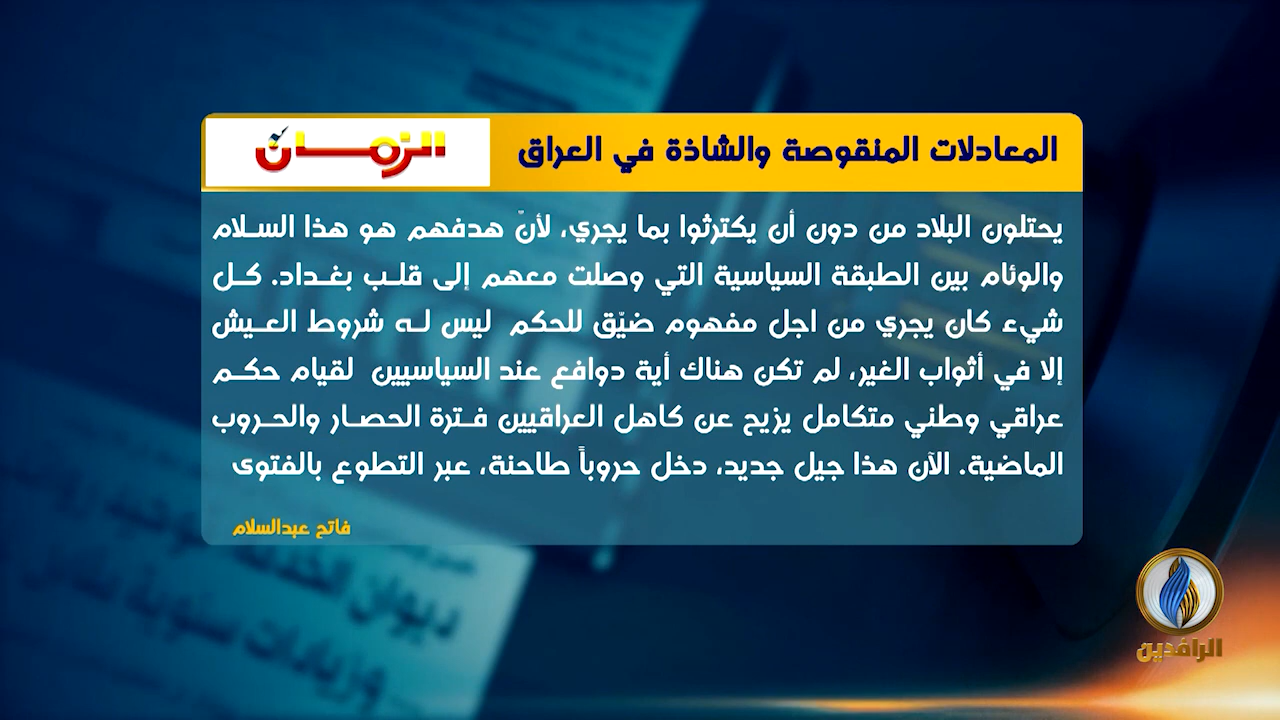 المعادلات المنقوصة والشاذة في العراق
الزمان
يحتلون البلاد من دون أن يكترثوا بما يجري، لأنّ هدفهم هو هذا السلام
والوئام بين الطبقة السياسية التي وصلت معهم إلى قلب بغداد. كل
شيء كان يجري من اجل مفهوم ضيّق للحكم ليس له شروط العيش
إلا في أثواب الغير، لم تكن هناك أية دوافع عند السياسيين لقيام حكم
عراقي وطني متكامل يزيح عن كاهل العراقيين فترة الحصار والحروب
الماضية. الآن هذا جيل جديد، دخل حروباً طاحنة، عبر التطوع بالفتوى
فاتح عبدالسلام
ديوان الخدمة
وزيادات سنوية
الرافدين